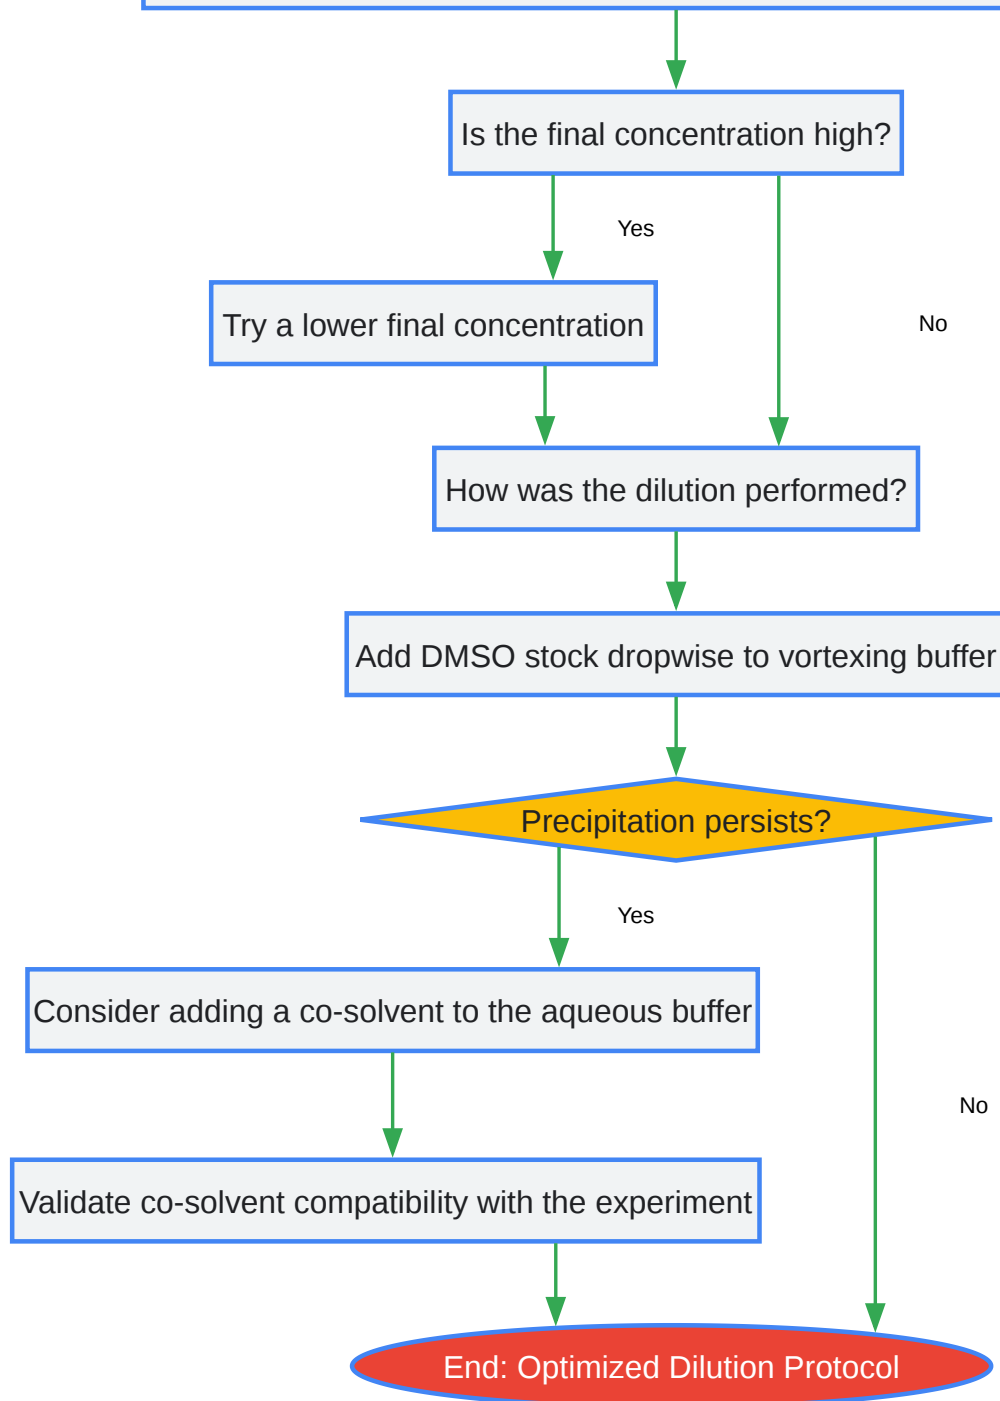 Is the final concentration high?
Yes
Try a lower final concentration
No
How was the dilution performed?
Add DMSO stock dropwise to vortexing buffer
Precipitation persists?
Yes
Consider adding a co-solvent to the aqueous buffer
No
Validate co-solvent compatibility with the experiment
End: Optimized Dilution Protocol